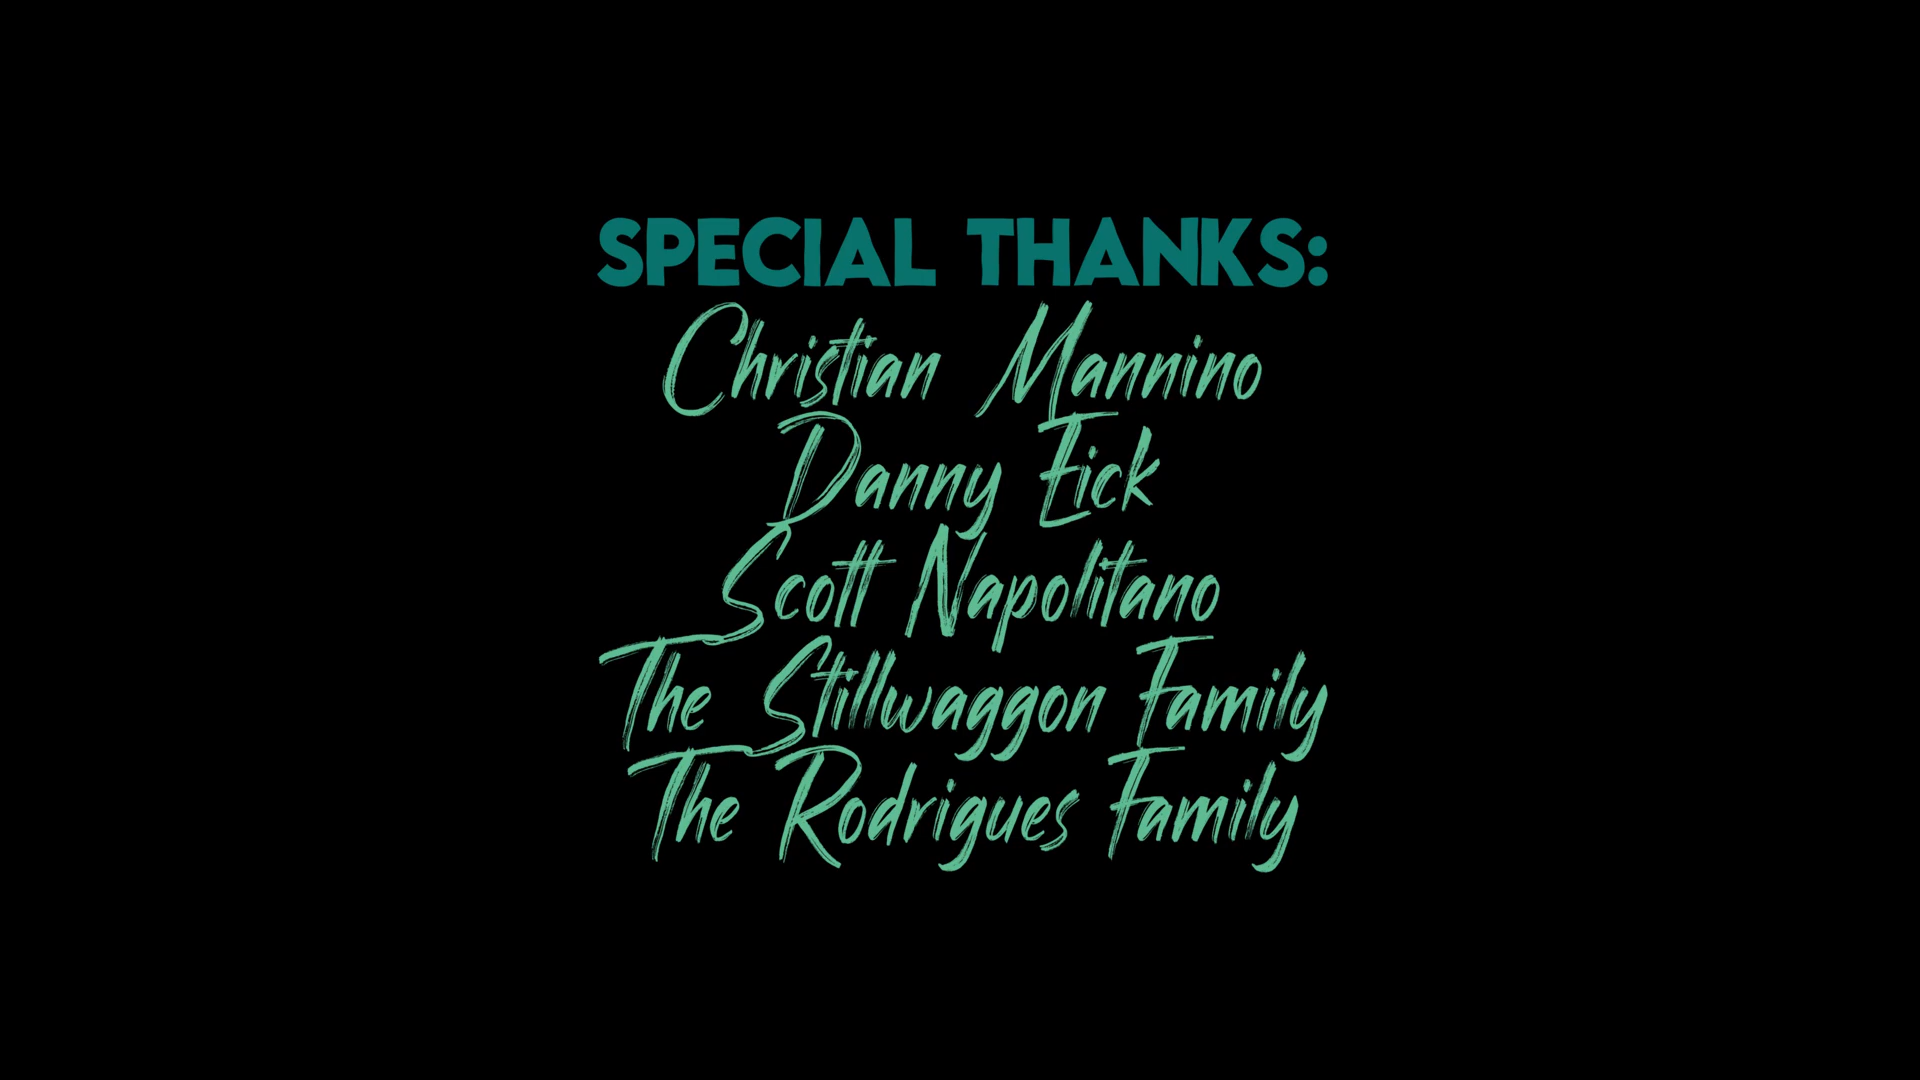 SPECIAL THANKS:
Christian Mannino
Danny Eick
Scott Napolitano
The Stillwaggon Family
The Rodrigues Family